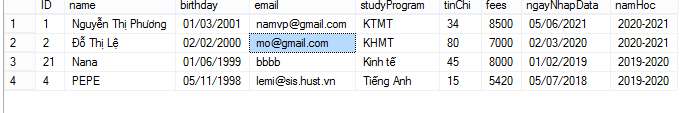 ID name birthday email studyProgram tinChi fees ngayNhapData namHoc
1 1 Nguyễn Thị Phương 01/03/2001 namvp@gmail.com KTMT 34 8500 05/06/2021 2020-2021
2 2 Đỗ Thị Lệ 02/02/2000 mo@gmail.com KHMT 80 7000 02/03/2020 2020-2021
3 21 Nana 01/06/1999 bbbb Kinh tế 45 8000 01/02/2019 2019-2020
4 4 PEPE 05/11/1998 lemi@sis.hust.vn Tiếng Anh 15 5420 05/07/2018 2019-2020